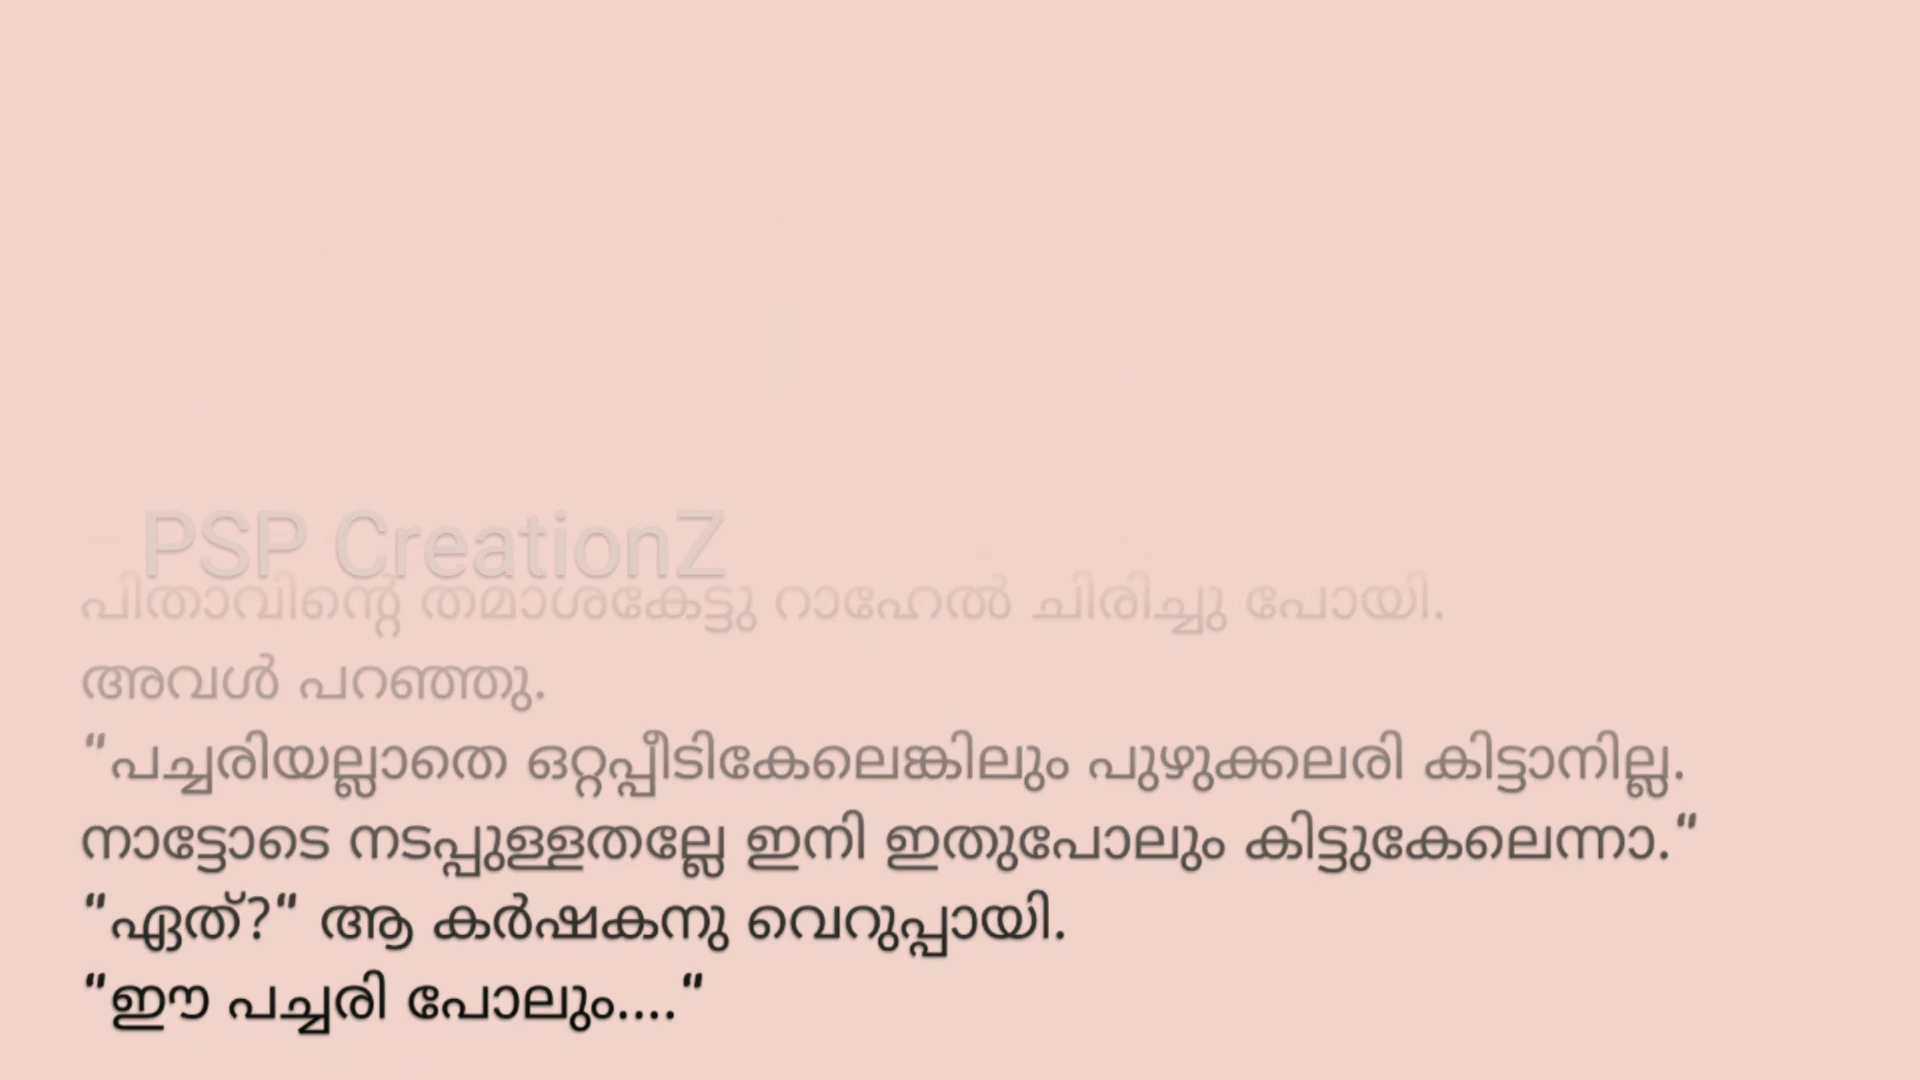 PSP CreationZ
പിതാവിന്റെ തമാശകേട്ടു റാഹേൽ ചിരിച്ചു പോയി.
അവൾ പറഞ്ഞു.
“പച്ചരിയല്ലാതെ ഒറ്റപ്പീടികേലെങ്കിലും പുഴുക്കലരി കിട്ടാനില്ല.
നാട്ടോടെ നടപ്പുള്ളതല്ലേ ഇനി ഇതുപോലും കിട്ടുകേലെന്നാ.“
“ഏത്?“ ആ കർഷകനു വെറുപ്പായി.
“ഈ പച്ചരി പോലും....“